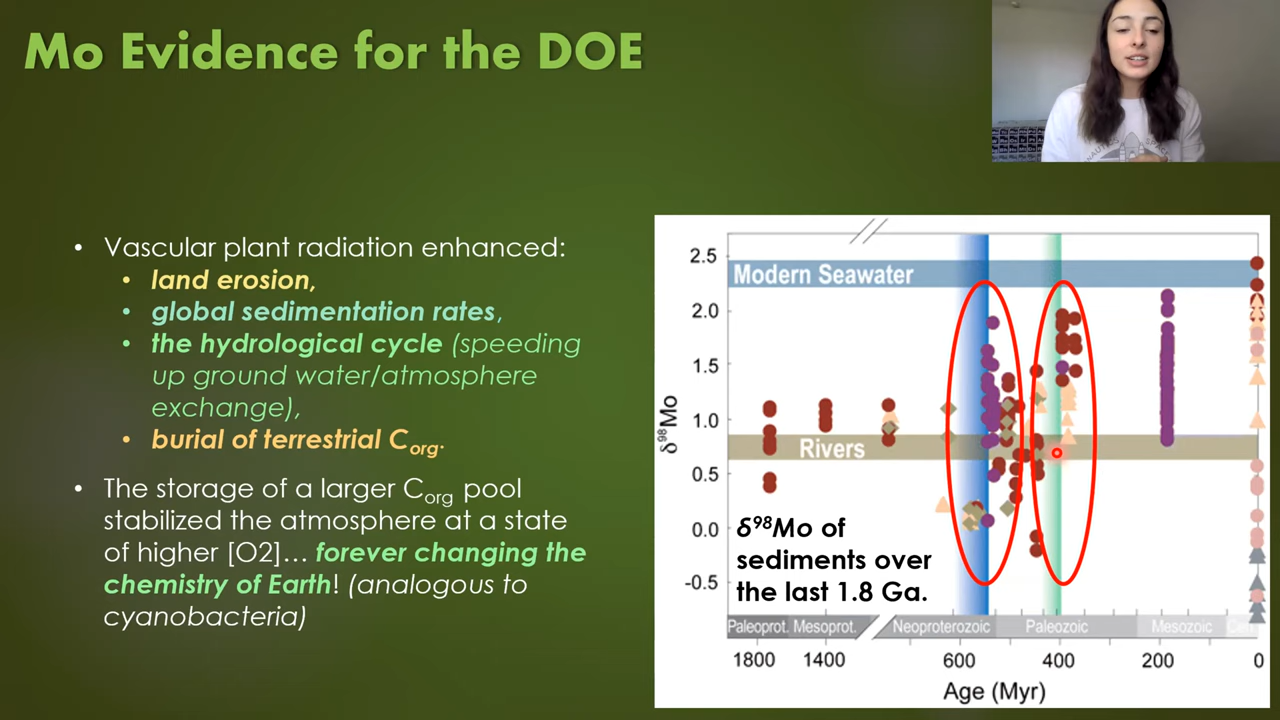 Mo Evidence for the DOE
• Vascular plant radiation enhanced:
• land erosion,
• global sedimentation rates,
• the hydrological cycle (speeding
up ground water/atmosphere
exchange),
• burial of terrestrial Corg.
• The storage of a larger Corg pool
stabilized the atmosphere at a state
of higher [O2]... forever changing the
chemistry of Earth! (analogous to
cyanobacteria)
δ98Mo
2.5
2.0
1.5
1.0
0.5
0.0
-0.5
Modern Seawater
Rivers
δ98Mo of
sediments over
the last 1.8 Ga.
Paleoprot. Mesoprot. Neoproterozoic Paleozoic Mesozoic Cen
1800 1400 600 400 200 0
Age (Myr)